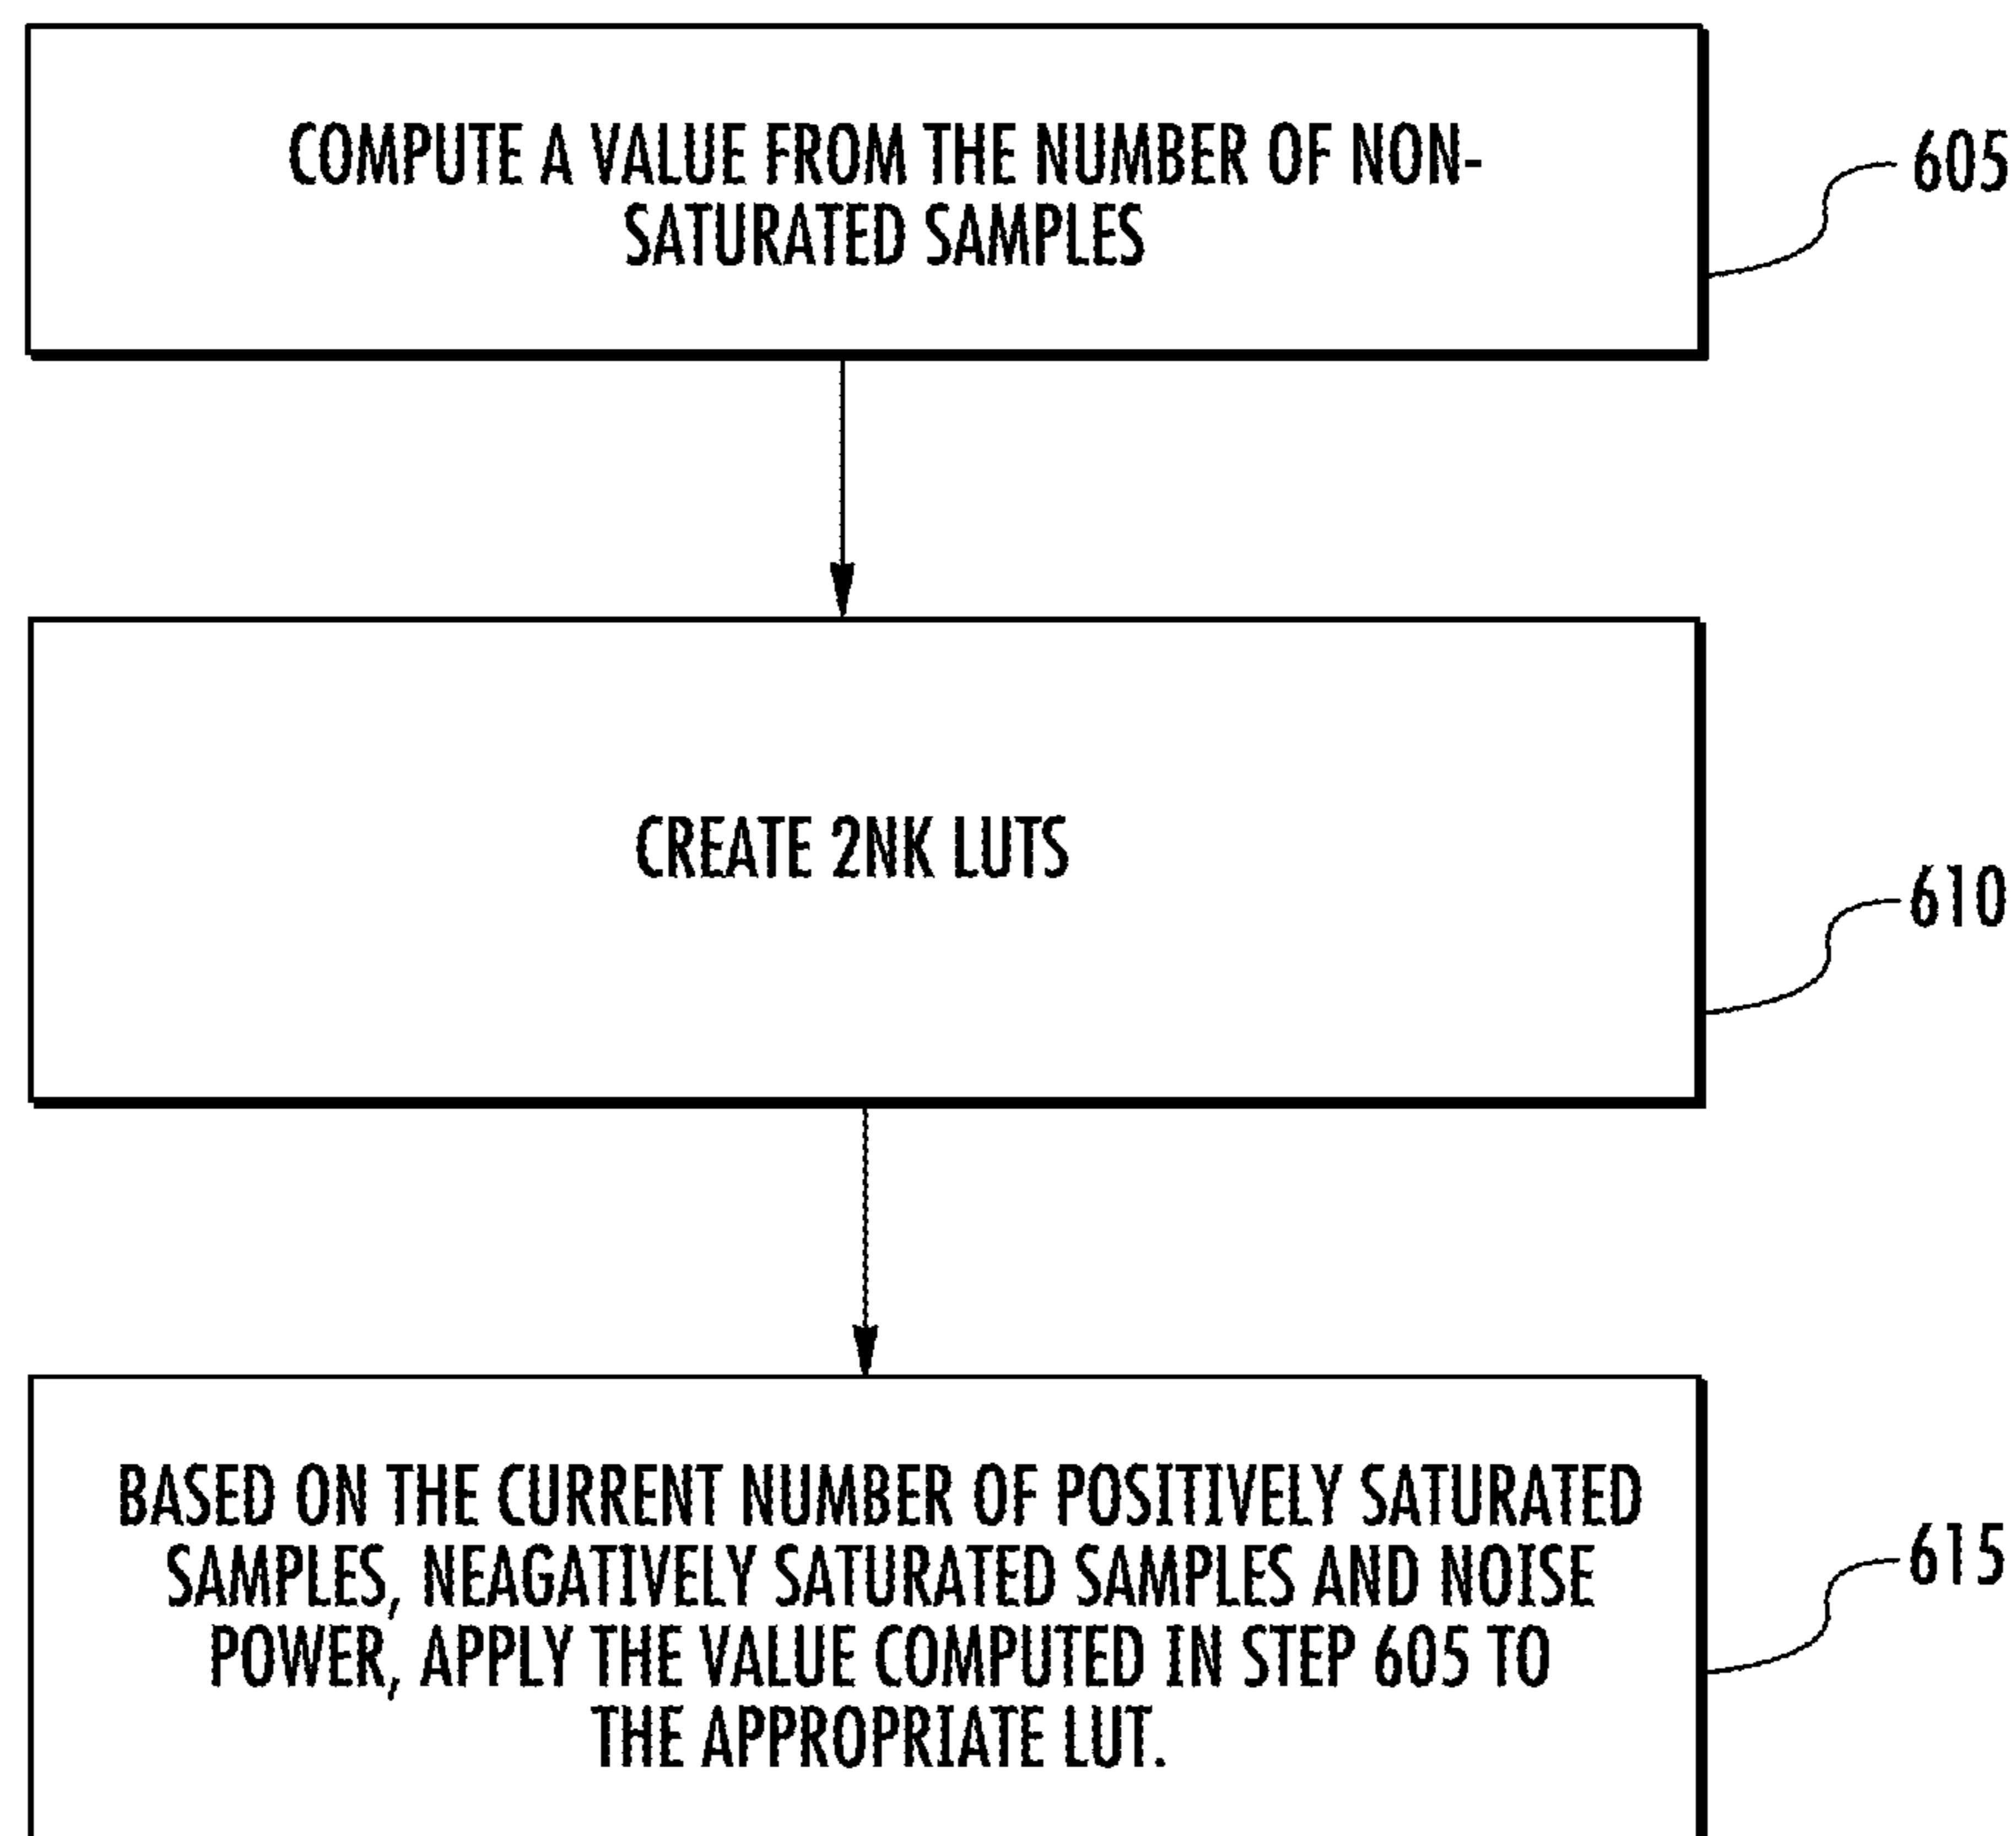 COMPUTE A VALUE FROM THE NUMBER OF NON-
SATURATED SAMPLES
605
CREATE 2NK LUTS
610
BASED ON THE CURRENT NUMBER OF POSITIVELY SATURATED
SAMPLES, NEAGATIVELY SATURATED SAMPLES AND NOISE
POWER, APPLY THE VALUE COMPUTED IN STEP 605 TO
THE APPROPRIATE LUT.
615